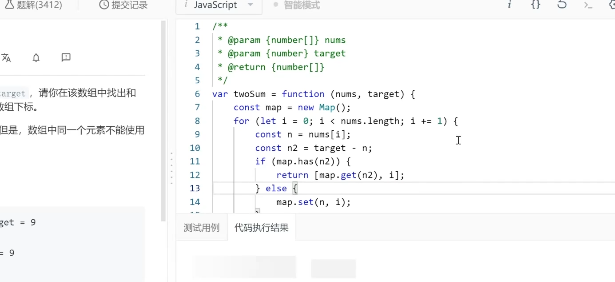 题解(3412)
提交记录
i JavaScript
智能模式
i {}
target，请你在该数组中找出和
数组下标。
但是，数组中同一个元素不能使用
get = 9
= 9
1 /**
2 * @param {number[]} nums
3 * @param {number} target
4 * @return {number[]}
5 */
6 var twoSum = function (nums, target) {
7 const map = new Map();
8 for (let i = 0; i < nums.length; i += 1) {
9 const n = nums[i];
10 const n2 = target - n;
11 if (map.has(n2)) {
12 return [map.get(n2), i];
13 } else {
14 map.set(n, i);
测试用例 代码执行结果